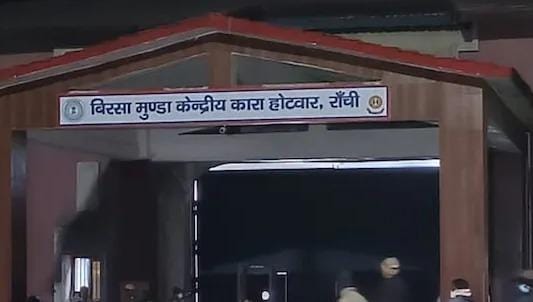 बिरसा मुण्डा केन्द्रीय कारा होटवार, राँची